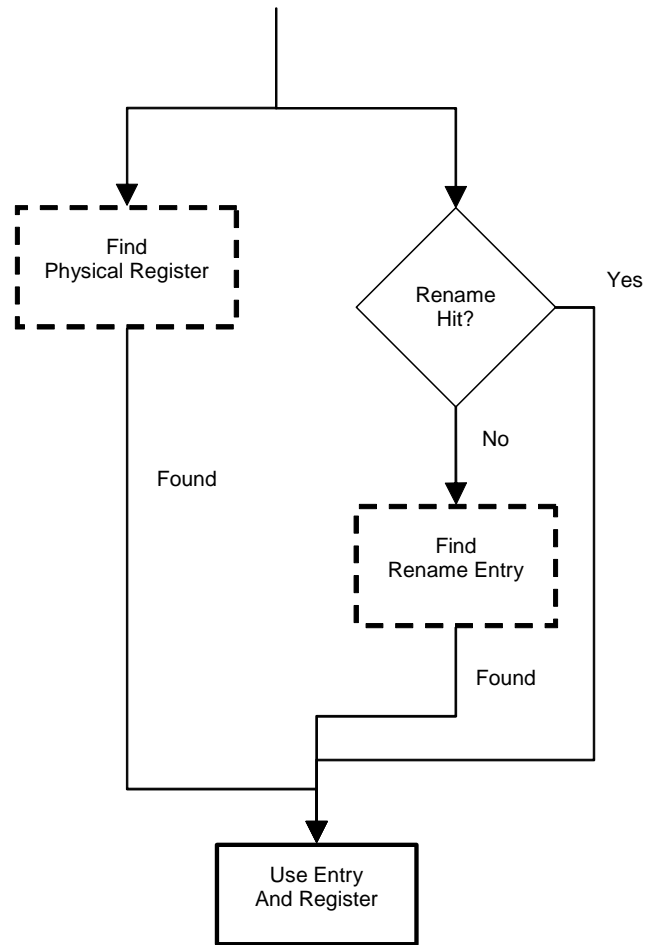 Find
Physical Register
Rename
Hit?
Yes
No
Found
Find
Rename Entry
Found
Use Entry
And Register